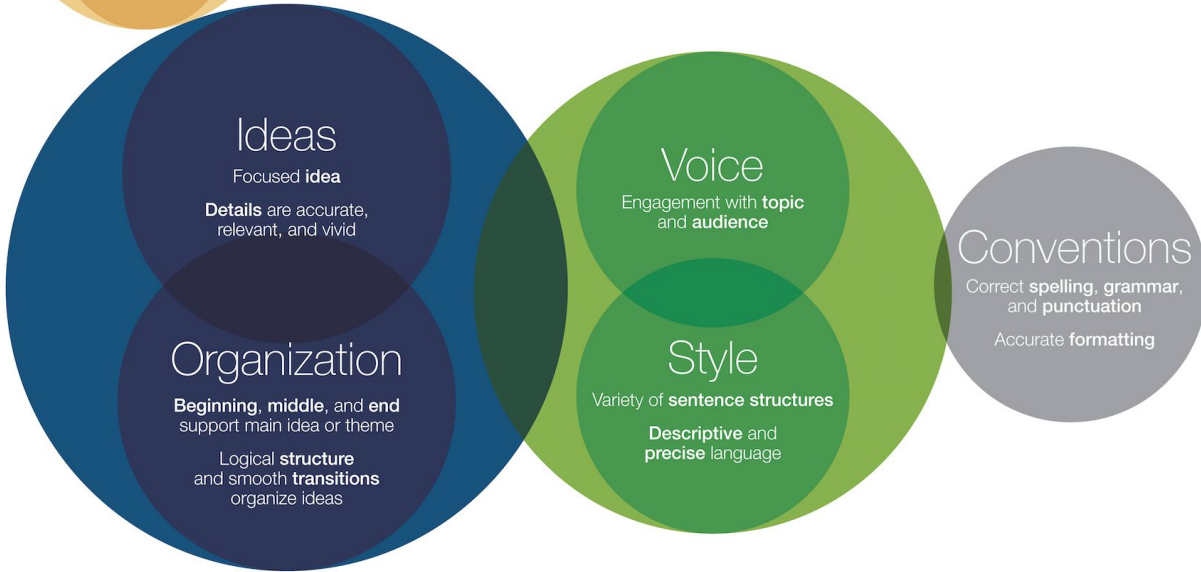 Ideas
Focused idea
Details are accurate,
relevant, and vivid
Organization
Beginning, middle, and end
support main idea or theme
Logical structure
and smooth transitions
organize ideas
Voice
Engagement with topic
and audience
Style
Variety of sentence structures
Descriptive and
precise language
Conventions
Correct spelling, grammar,
and punctuation
Accurate formatting